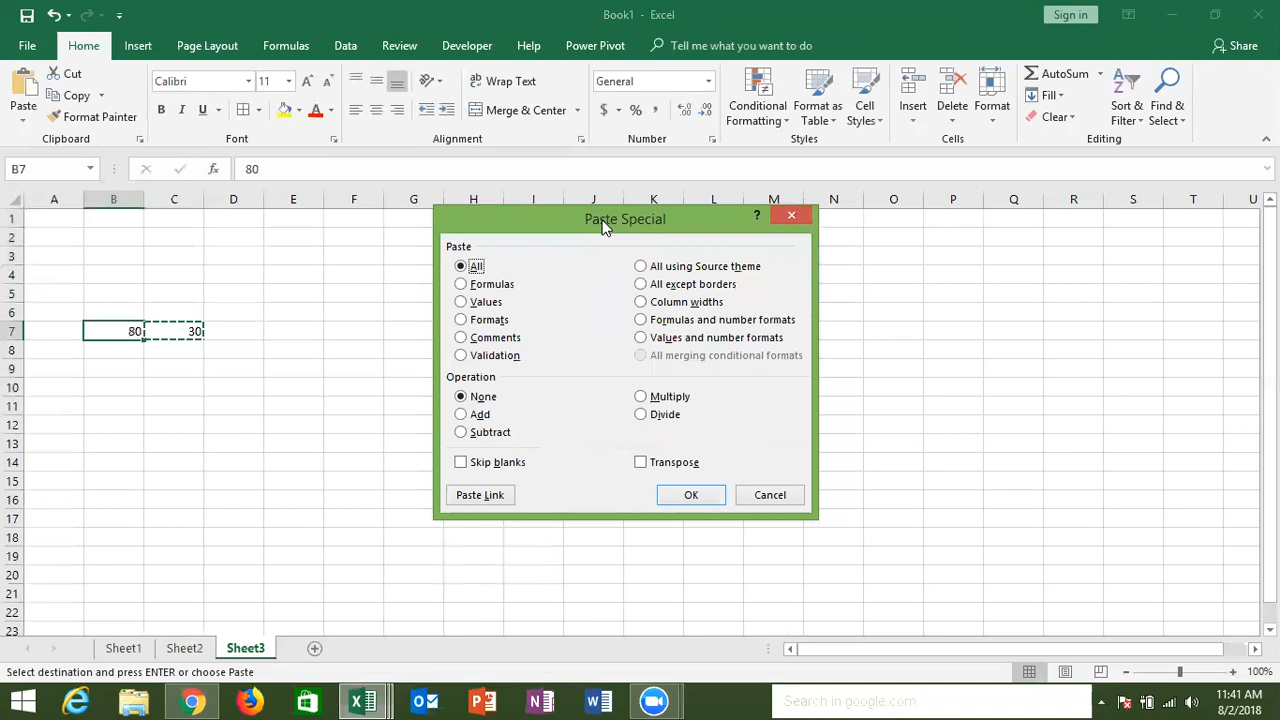 Book1 - Excel
Sign in
File Home Insert Page Layout Formulas Data Review Developer Help Power Pivot Tell me what you want to do Share
Paste
Cut
Copy
Format Painter
Clipboard
Calibri 11
B I U
Font
Wrap Text
Merge & Center
Alignment
General
$ % ,
Number
Conditional Formatting
Format as Table
Cell Styles
Styles
Insert
Delete
Format
Cells
AutoSum
Fill
Clear
Sort & Filter
Find & Select
Editing
B7 fx 80
A B C D E F G H I J K L M N O P Q R S T U
1
2
3
4
5
6
7 80 30
8
9
10
11
12
13
14
15
16
17
18
19
20
21
22
23
Paste Special ?
Paste
All All using Source theme
Formulas All except borders
Values Column widths
Formats Formulas and number formats
Comments Values and number formats
Validation All merging conditional formats
Operation
None Multiply
Add Divide
Subtract
Skip blanks Transpose
Paste Link OK Cancel
Sheet1 Sheet2 Sheet3
Select destination and press ENTER or choose Paste 100%
Search in google.com
11:41 AM
8/2/2018